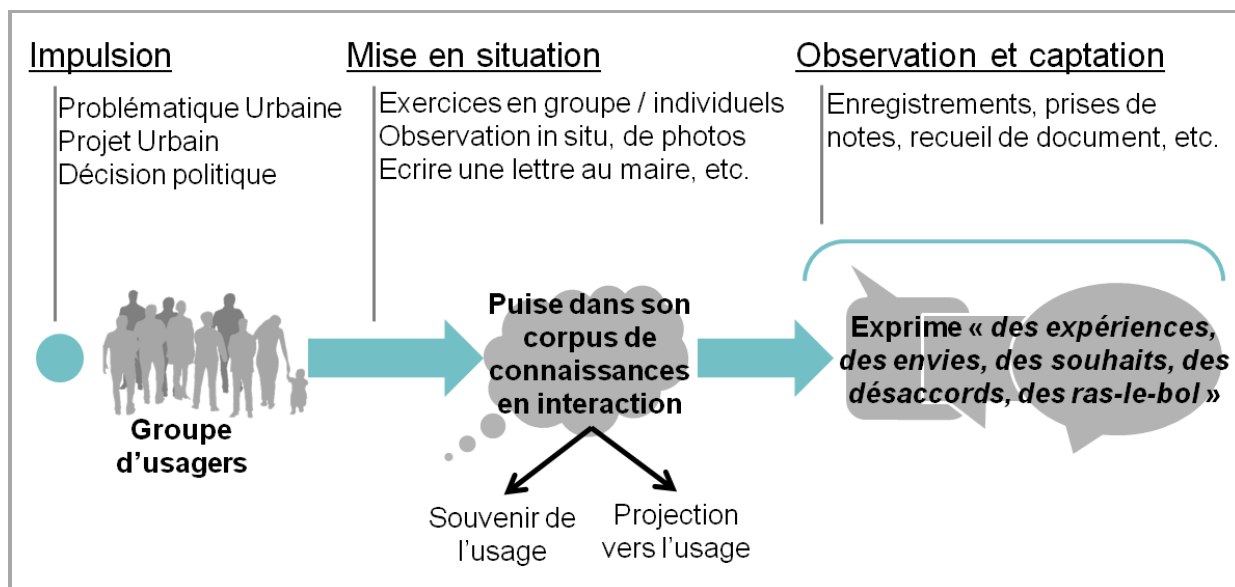 Impulsion
Problématique Urbaine
Projet Urbain
Décision politique
Mise en situation
Exercices en groupe / individuels
Observation in situ, de photos
Ecrire une lettre au maire, etc.
Observation et captation
Enregistrements, prises de
notes, recueil de document, etc.
Groupe
d’usagers
Puise dans son
corpus de
connaissances
en interaction
Souvenir de
l’usage
Projection
vers l’usage
Exprime « des expériences,
des envies, des souhaits, des
désaccords, des ras-le-bol »